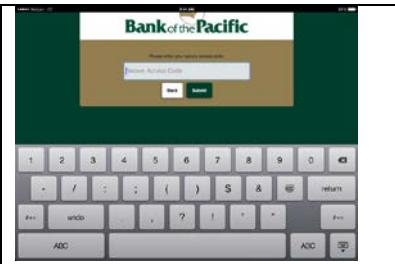 Bank of the Pacific
Please enter your secure access code.
Secure Access Code
Back Submit
1 2 3 4 5 6 7 8 9 0
- / : ; ( ) $ & @ return
#+= undo . , ? ! ' " #+=
ABC ABC